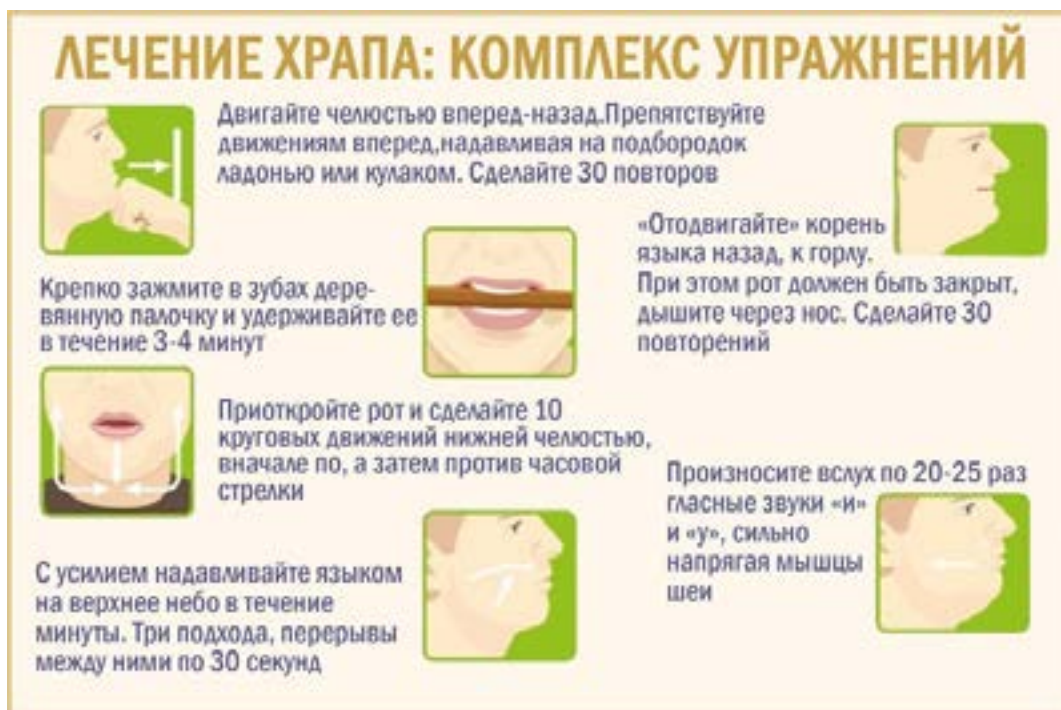 ЛЕЧЕНИЕ ХРАПА: КОМПЛЕКС УПРАЖНЕНИЙ
Двигайте челюстью вперед-назад.Препятствуйте
движениям вперед,надавливая на подбородок
ладонью или кулаком. Сделайте 30 повторов
«Отодвигайте» корень
языка назад, к горлу.
При этом рот должен быть закрыт,
дышите через нос. Сделайте 30
повторений
Крепко зажмите в зубах дере-
вянную палочку и удерживайте ее
в течение 3-4 минут
Приоткройте рот и сделайте 10
круговых движений нижней челюстью,
вначале по, а затем против часовой
стрелки
Произносите вслух по 20-25 раз
гласные звуки «и»
и «у», сильно
напрягая мышцы
шеи
С усилием надавливайте языком
на верхнее небо в течение
минуты. Три подхода, перерывы
между ними по 30 секунд